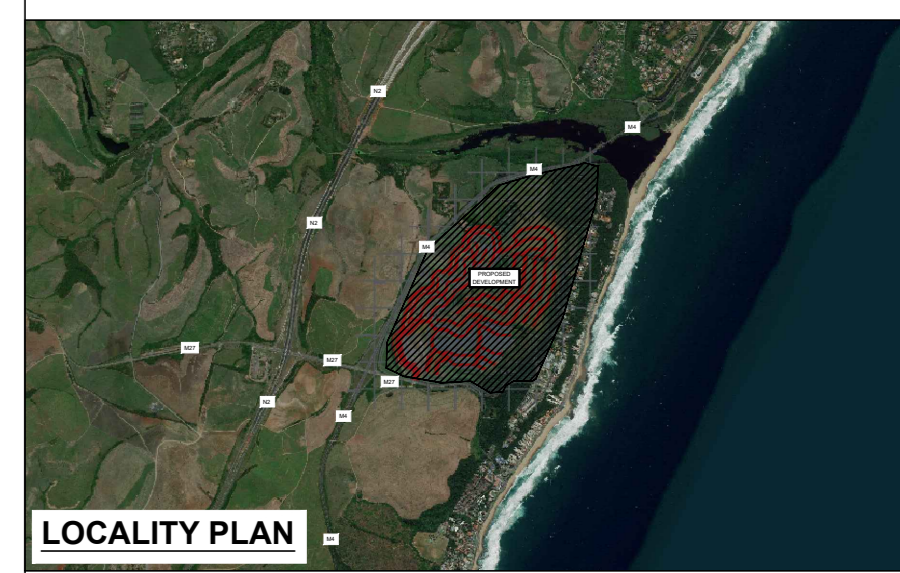 N2
M4
M4
N2
M4
PROPOSED
DEVELOPMENT
M27
M27
M27
N2
M4
LOCALITY PLAN
M4